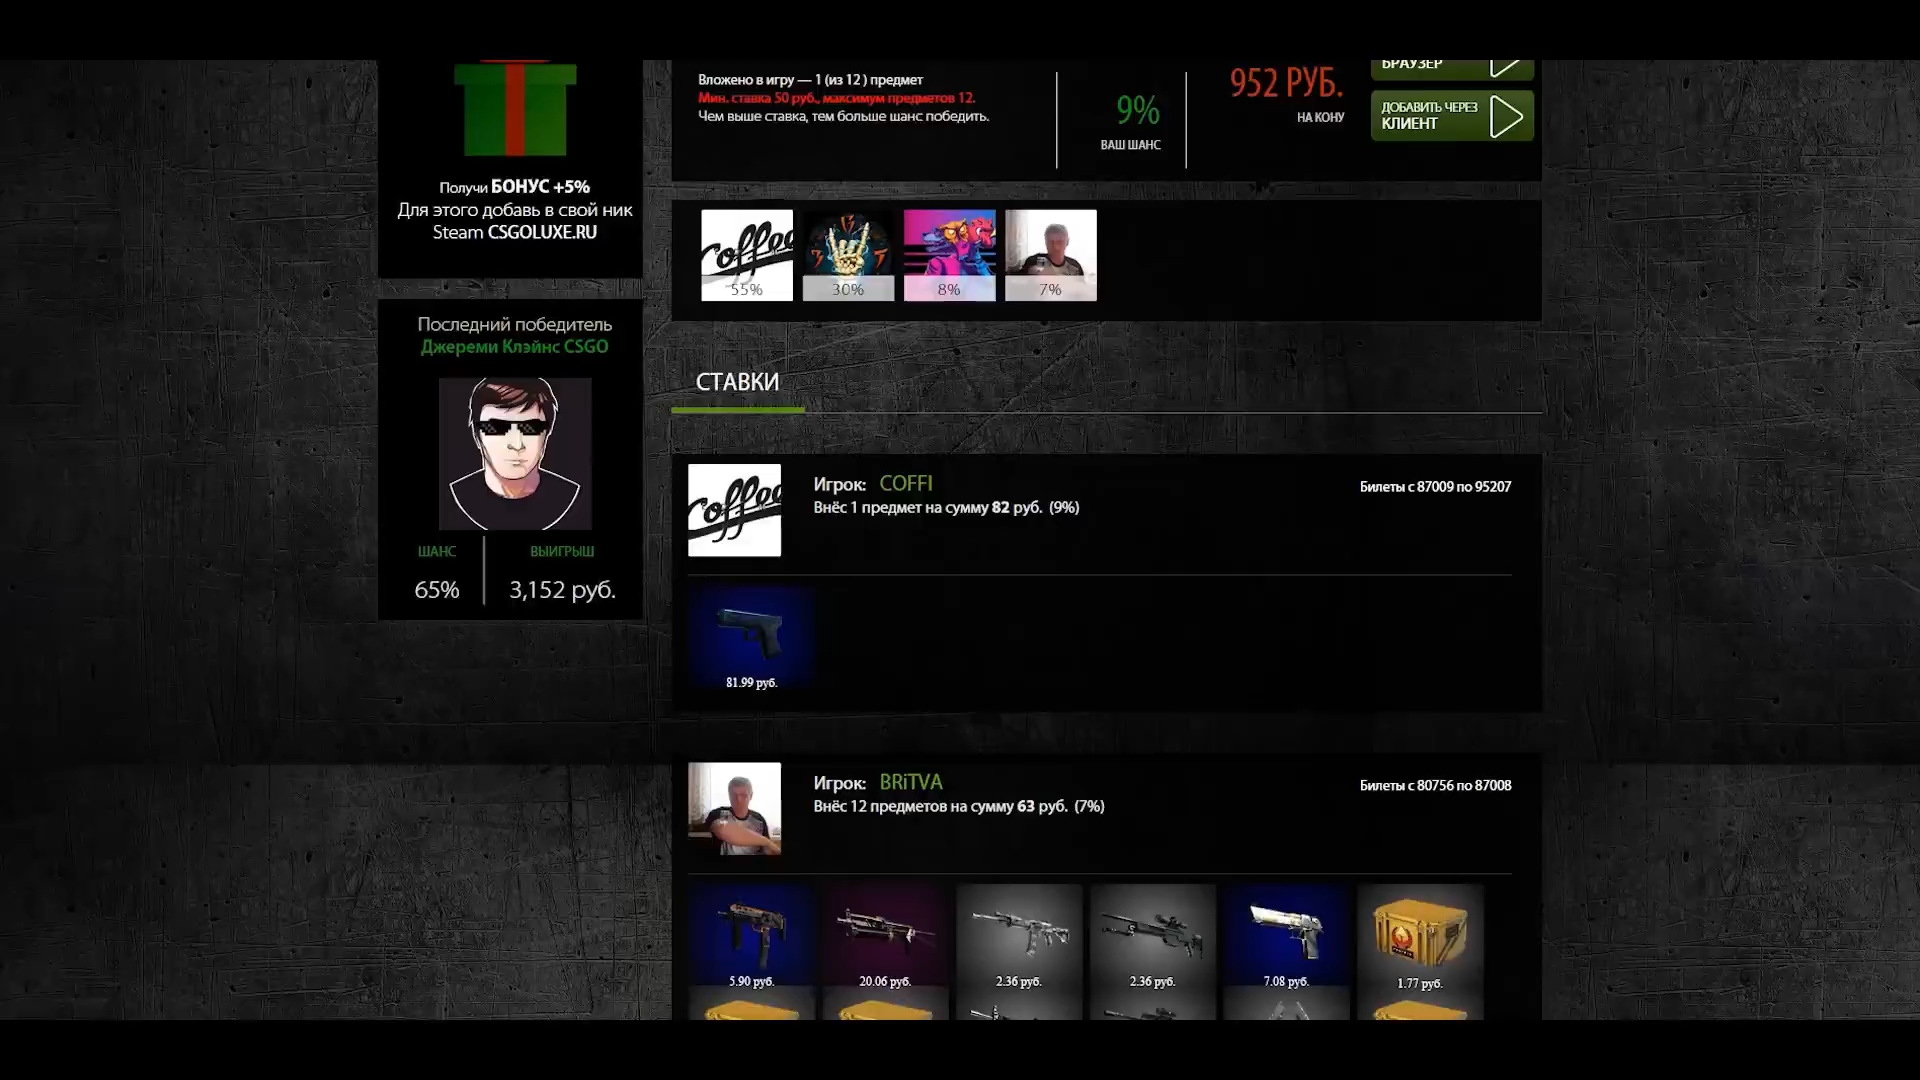 Получи БОНУС +5%
Для этого добавь в свой ник
Steam CSGOLUXE.RU
Последний победитель
Джереми Клэйнс CSGO
ШАНС
65%
ВЫИГРЫШ
3,152 руб.
Вложено в игру — 1 (из 12 ) предмет
Мин. ставка 50 руб., максимум предметов 12.
Чем выше ставка, тем больше шанс победить.
9%
ВАШ ШАНС
952 РУБ.
НА КОНУ
БРАУЗЕР
ДОБАВИТЬ ЧЕРЕЗ
КЛИЕНТ
55%
30%
8%
7%
СТАВКИ
Игрок: COFFI
Внёс 1 предмет на сумму 82 руб. (9%)
Билеты с 87009 по 95207
81.99 руб.
Игрок: BRiTVA
Внёс 12 предметов на сумму 63 руб. (7%)
Билеты с 80756 по 87008
5.90 руб.
20.06 руб.
2.36 руб.
2.36 руб.
7.08 руб.
1.77 руб.